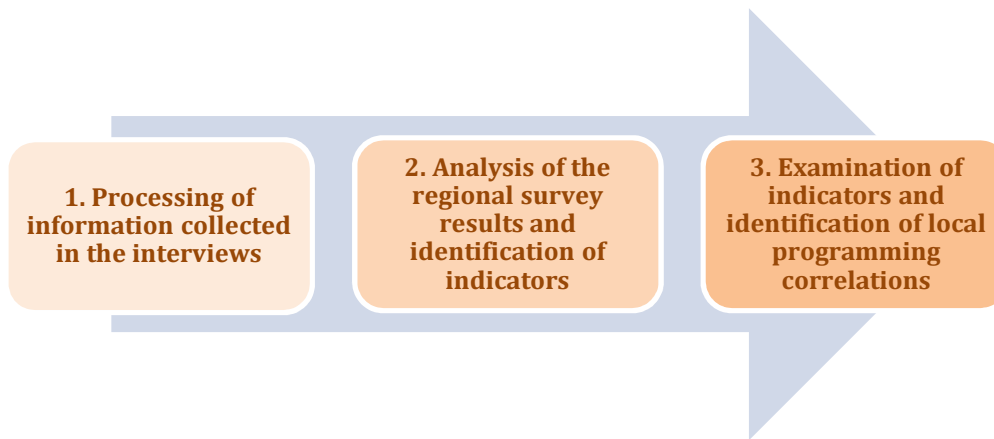 1. Processing of
information collected
in the interviews
2. Analysis of the
regional survey
results and
identification of
indicators
3. Examination of
indicators and
identification of local
programming
correlations